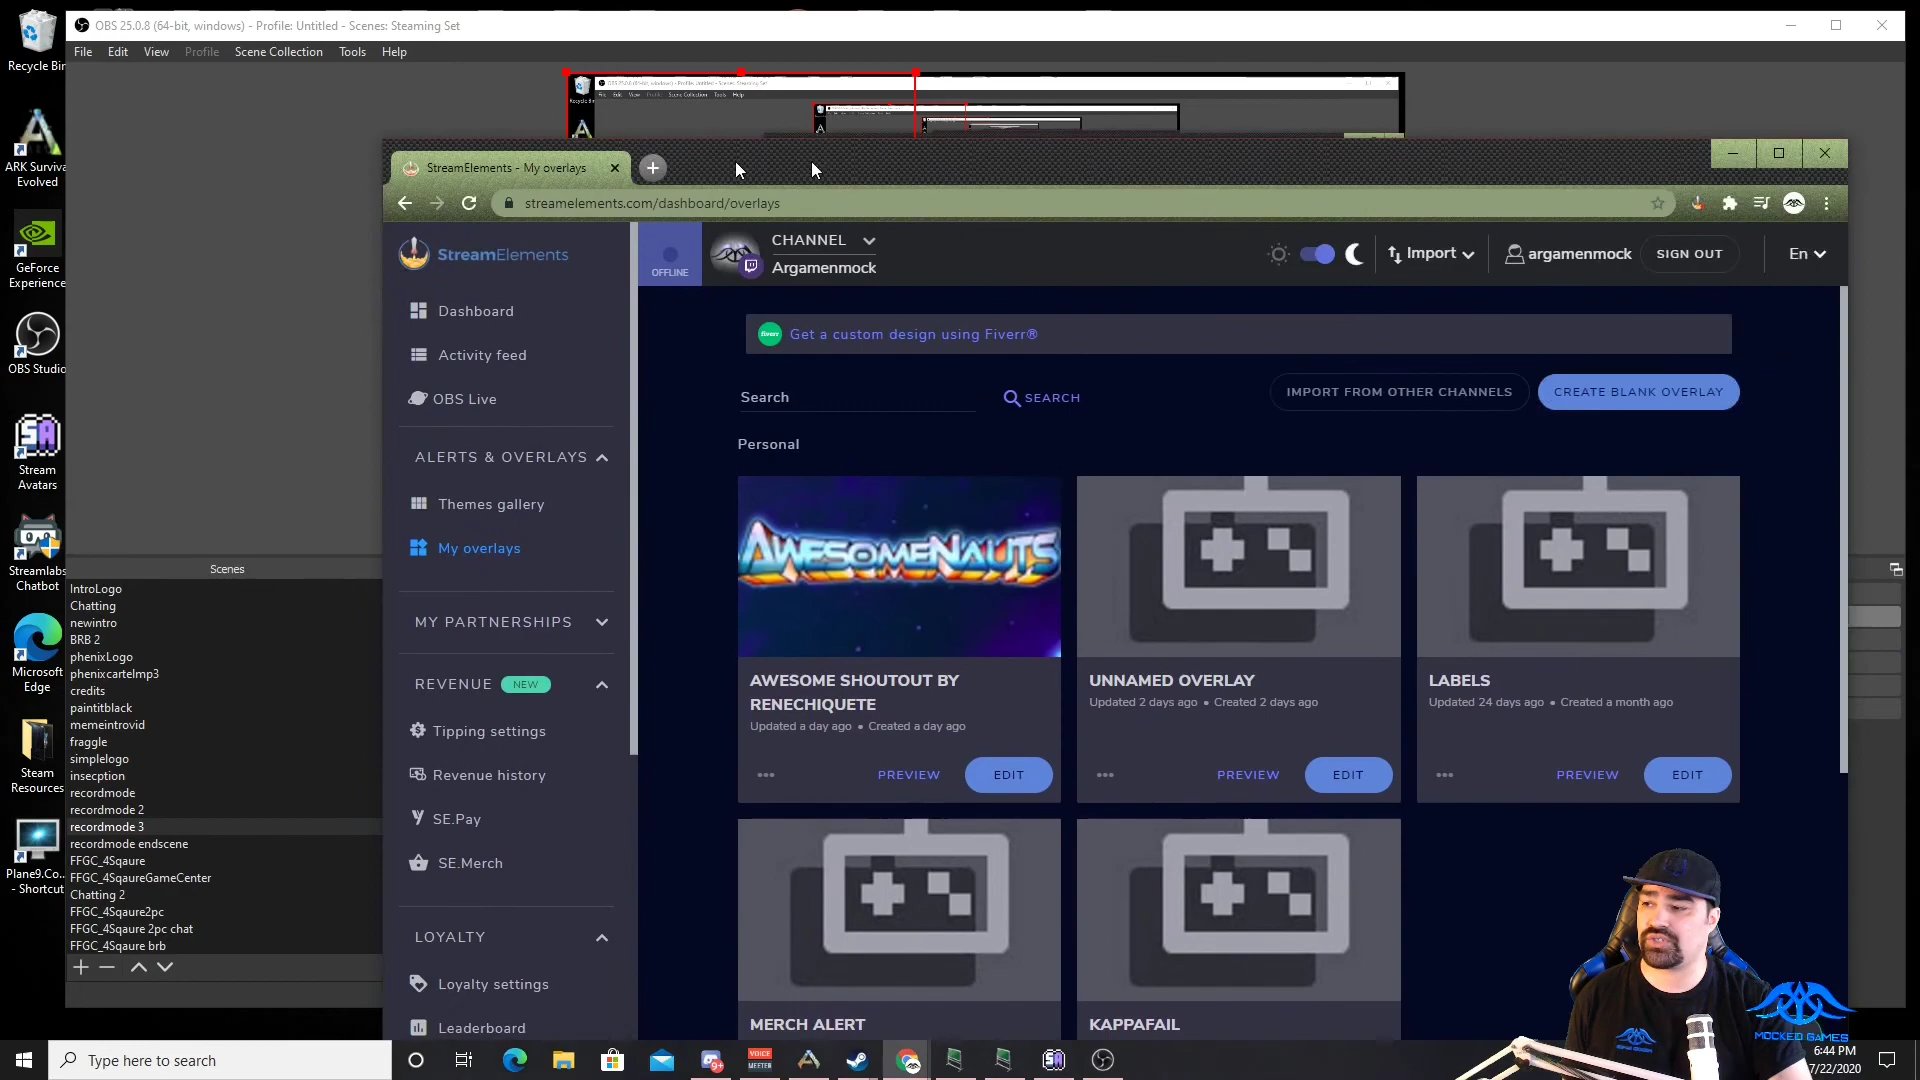 OBS 25.0.8 (64-bit, windows) - Profile: Untitled - Scenes: Steaming Set
File Edit View Profile Scene Collection Tools Help
Recycle Bin
ARK Surviva
Evolved
GeForce
Experience
OBS Studio
Stream
Avatars
Streamlabs
Chatbot
Microsoft
Edge
Steam
Resources
Plane9.Co...
- Shortcut
StreamElements - My overlays
streamelements.com/dashboard/overlays
StreamElements
OFFLINE
CHANNEL
Argamenmock
Import
argamenmock
SIGN OUT
En
Dashboard
Activity feed
OBS Live
ALERTS & OVERLAYS
Themes gallery
My overlays
MY PARTNERSHIPS
REVENUE NEW
Tipping settings
Revenue history
SE.Pay
SE.Merch
LOYALTY
Loyalty settings
Leaderboard
fiverr Get a custom design using Fiverr®
Search SEARCH
IMPORT FROM OTHER CHANNELS
CREATE BLANK OVERLAY
Personal
AWESOMENAUTS
AWESOME SHOUTOUT BY
RENECHIQUETE
Updated a day ago • Created a day ago
PREVIEW EDIT
UNNAMED OVERLAY
Updated 2 days ago • Created 2 days ago
PREVIEW EDIT
LABELS
Updated 24 days ago • Created a month ago
PREVIEW EDIT
MERCH ALERT
KAPPAFAIL
Scenes
IntroLogo
Chatting
newintro
BRB 2
phenixLogo
phenixcartelmp3
credits
paintitblack
memeintrovid
fraggle
simplelogo
insecption
recordmode
recordmode 2
recordmode 3
recordmode endscene
FFGC_4Sqaure
FFGC_4SqaureGameCenter
Chatting 2
FFGC_4Sqaure2pc
FFGC_4Sqaure 2pc chat
FFGC_4Sqaure brb
MOCKED GAMES
Type here to search
9+
VOICE
MEETER
6:44 PM
7/22/2020